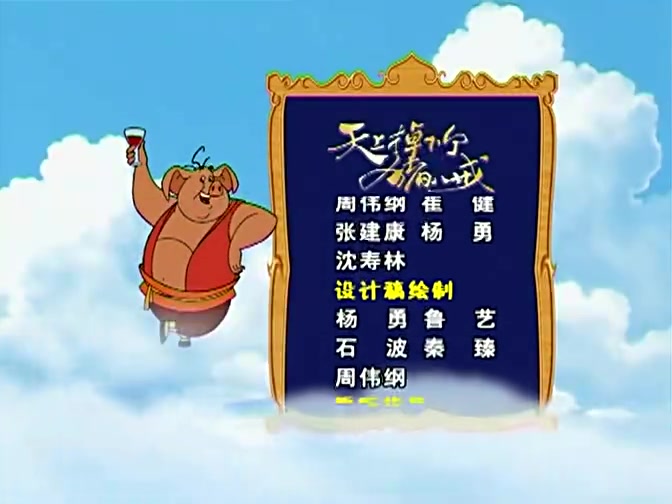 天上掉下个
猪八戒
周伟纲 崔 健
张建康 杨 勇
沈寿林
设计稿绘制
杨 勇 鲁 艺
石 波 秦 臻
周伟纲